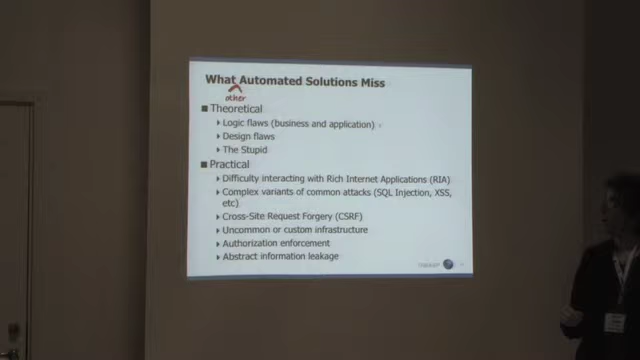 What Automated Solutions Miss
other
Theoretical
Logic flaws (business and application)
Design flaws
The Stupid
Practical
Difficulty interacting with Rich Internet Applications (RIA)
Complex variants of common attacks (SQL Injection, XSS,
etc)
Cross-Site Request Forgery (CSRF)
Uncommon or custom infrastructure
Authorization enforcement
Abstract information leakage